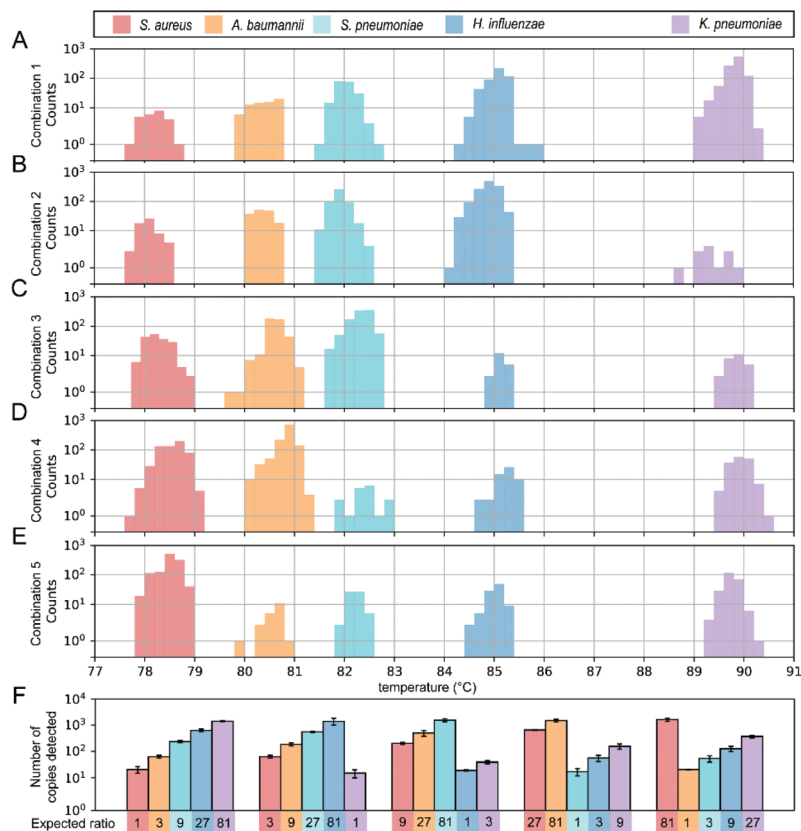 S. aureus A. baumannii S. pneumoniae H. influenzae K. pneumoniae
A
Combination 1
Counts
10³
10²
10¹
10⁰
B
Combination 2
Counts
10³
10²
10¹
10⁰
C
Combination 3
Counts
10³
10²
10¹
10⁰
D
Combination 4
Counts
10³
10²
10¹
10⁰
E
Combination 5
Counts
10³
10²
10¹
10⁰
77 78 79 80 81 82 83 84 85 86 87 88 89 90 91
temperature (°C)
F
Number of
copies detected
10⁴
10³
10²
10¹
10⁰
Expected ratio 1 3 9 27 81 3 9 27 81 1 9 27 81 1 3 27 81 1 3 9 81 1 3 9 27